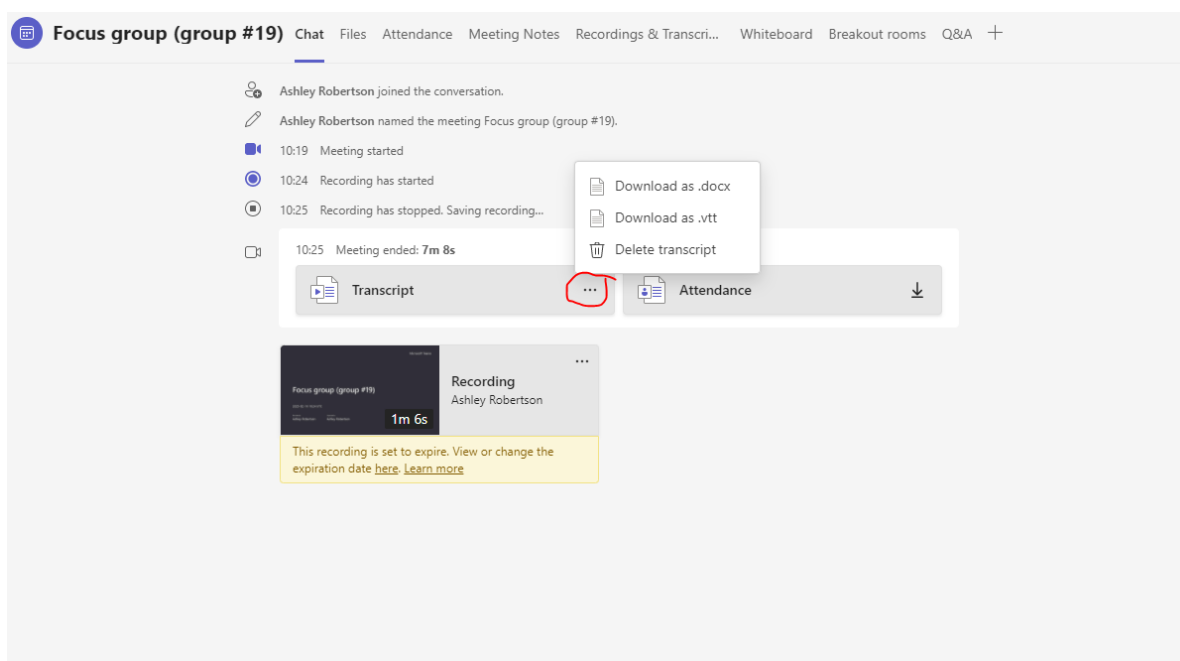 Focus group (group #19) Chat Files Attendance Meeting Notes Recordings & Transcri... Whiteboard Breakout rooms Q&A
Ashley Robertson joined the conversation.
Ashley Robertson named the meeting Focus group (group #19).
10:19 Meeting started
10:24 Recording has started
10:25 Recording has stopped. Saving recording...
Download as .docx
Download as .vtt
Delete transcript
10:25 Meeting ended: 7m 8s
Transcript
Attendance
Focus group (group #19)
1m 6s
Recording
Ashley Robertson
This recording is set to expire. View or change the
expiration date here. Learn more